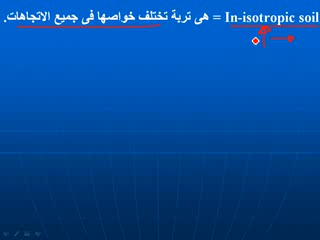 In-isotropic soil = هى تربة تختلف خواصها فى جميع الاتجاهات.